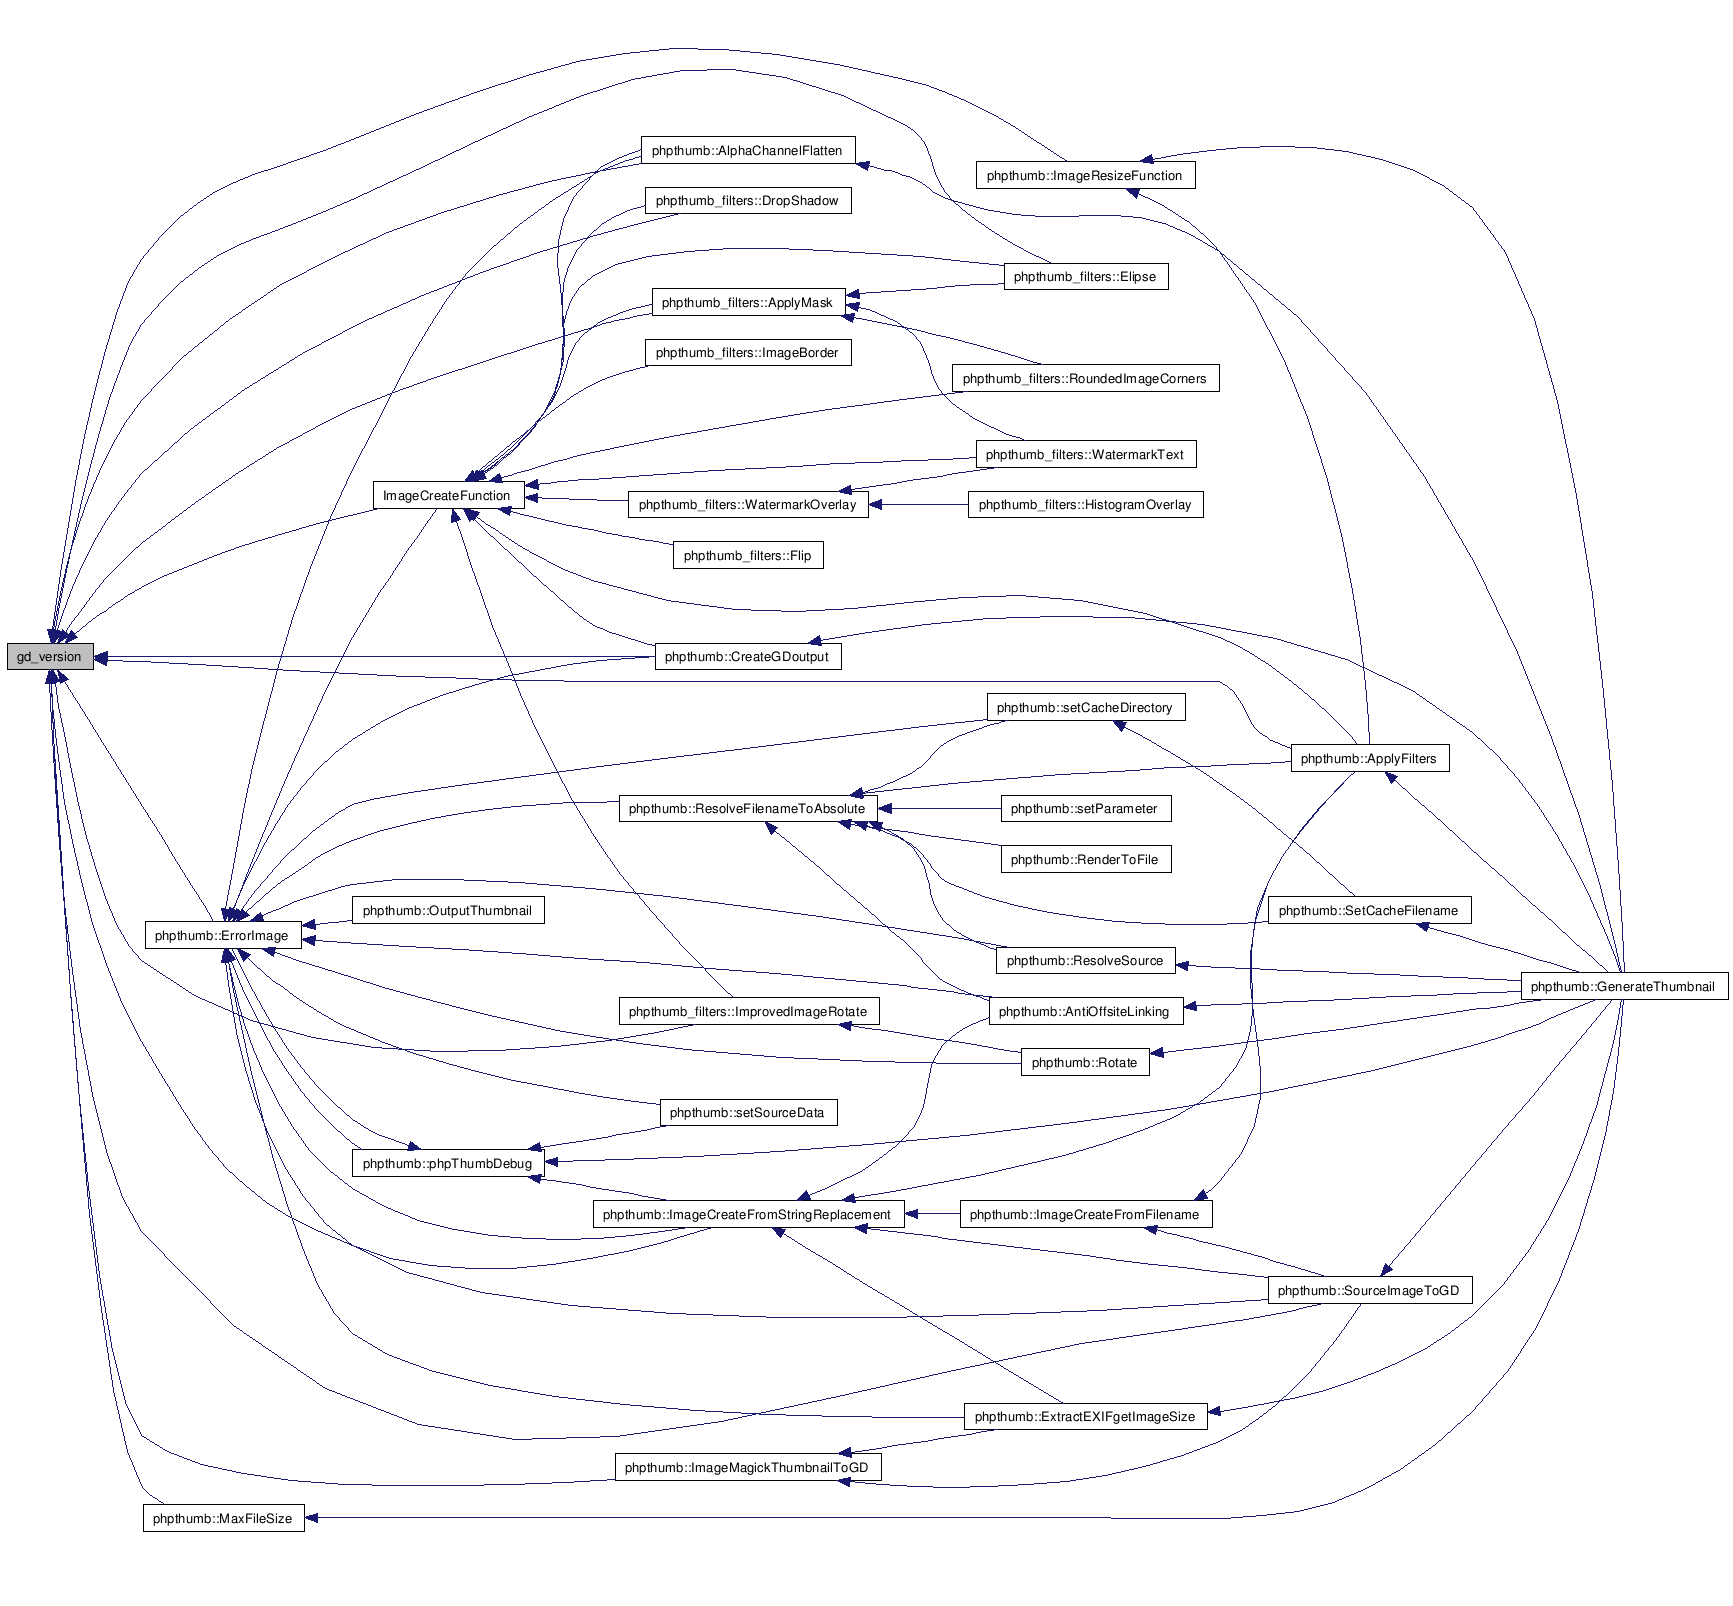 phpthumb::AlphaChannelFlatten
phpthumb::ImageResizeFunction
phpthumb_filters::DropShadow
phpthumb_filters::Elipse
phpthumb_filters::ApplyMask
phpthumb_filters::ImageBorder
phpthumb_filters::RoundedImageCorners
phpthumb_filters::WatermarkText
ImageCreateFunction
phpthumb_filters::WatermarkOverlay
phpthumb_filters::HistogramOverlay
phpthumb_filters::Flip
gd_version
phpthumb::CreateGDoutput
phpthumb::setCacheDirectory
phpthumb::ApplyFilters
phpthumb::ResolveFilenameToAbsolute
phpthumb::setParameter
phpthumb::RenderToFile
phpthumb::OutputThumbnail
phpthumb::SetCacheFilename
phpthumb::ErrorImage
phpthumb::ResolveSource
phpthumb::GenerateThumbnail
phpthumb_filters::ImprovedImageRotate
phpthumb::AntiOffsiteLinking
phpthumb::Rotate
phpthumb::setSourceData
phpthumb::phpThumbDebug
phpthumb::ImageCreateFromStringReplacement
phpthumb::ImageCreateFromFilename
phpthumb::SourceImageToGD
phpthumb::ExtractEXIFgetImageSize
phpthumb::ImageMagickThumbnailToGD
phpthumb::MaxFileSize